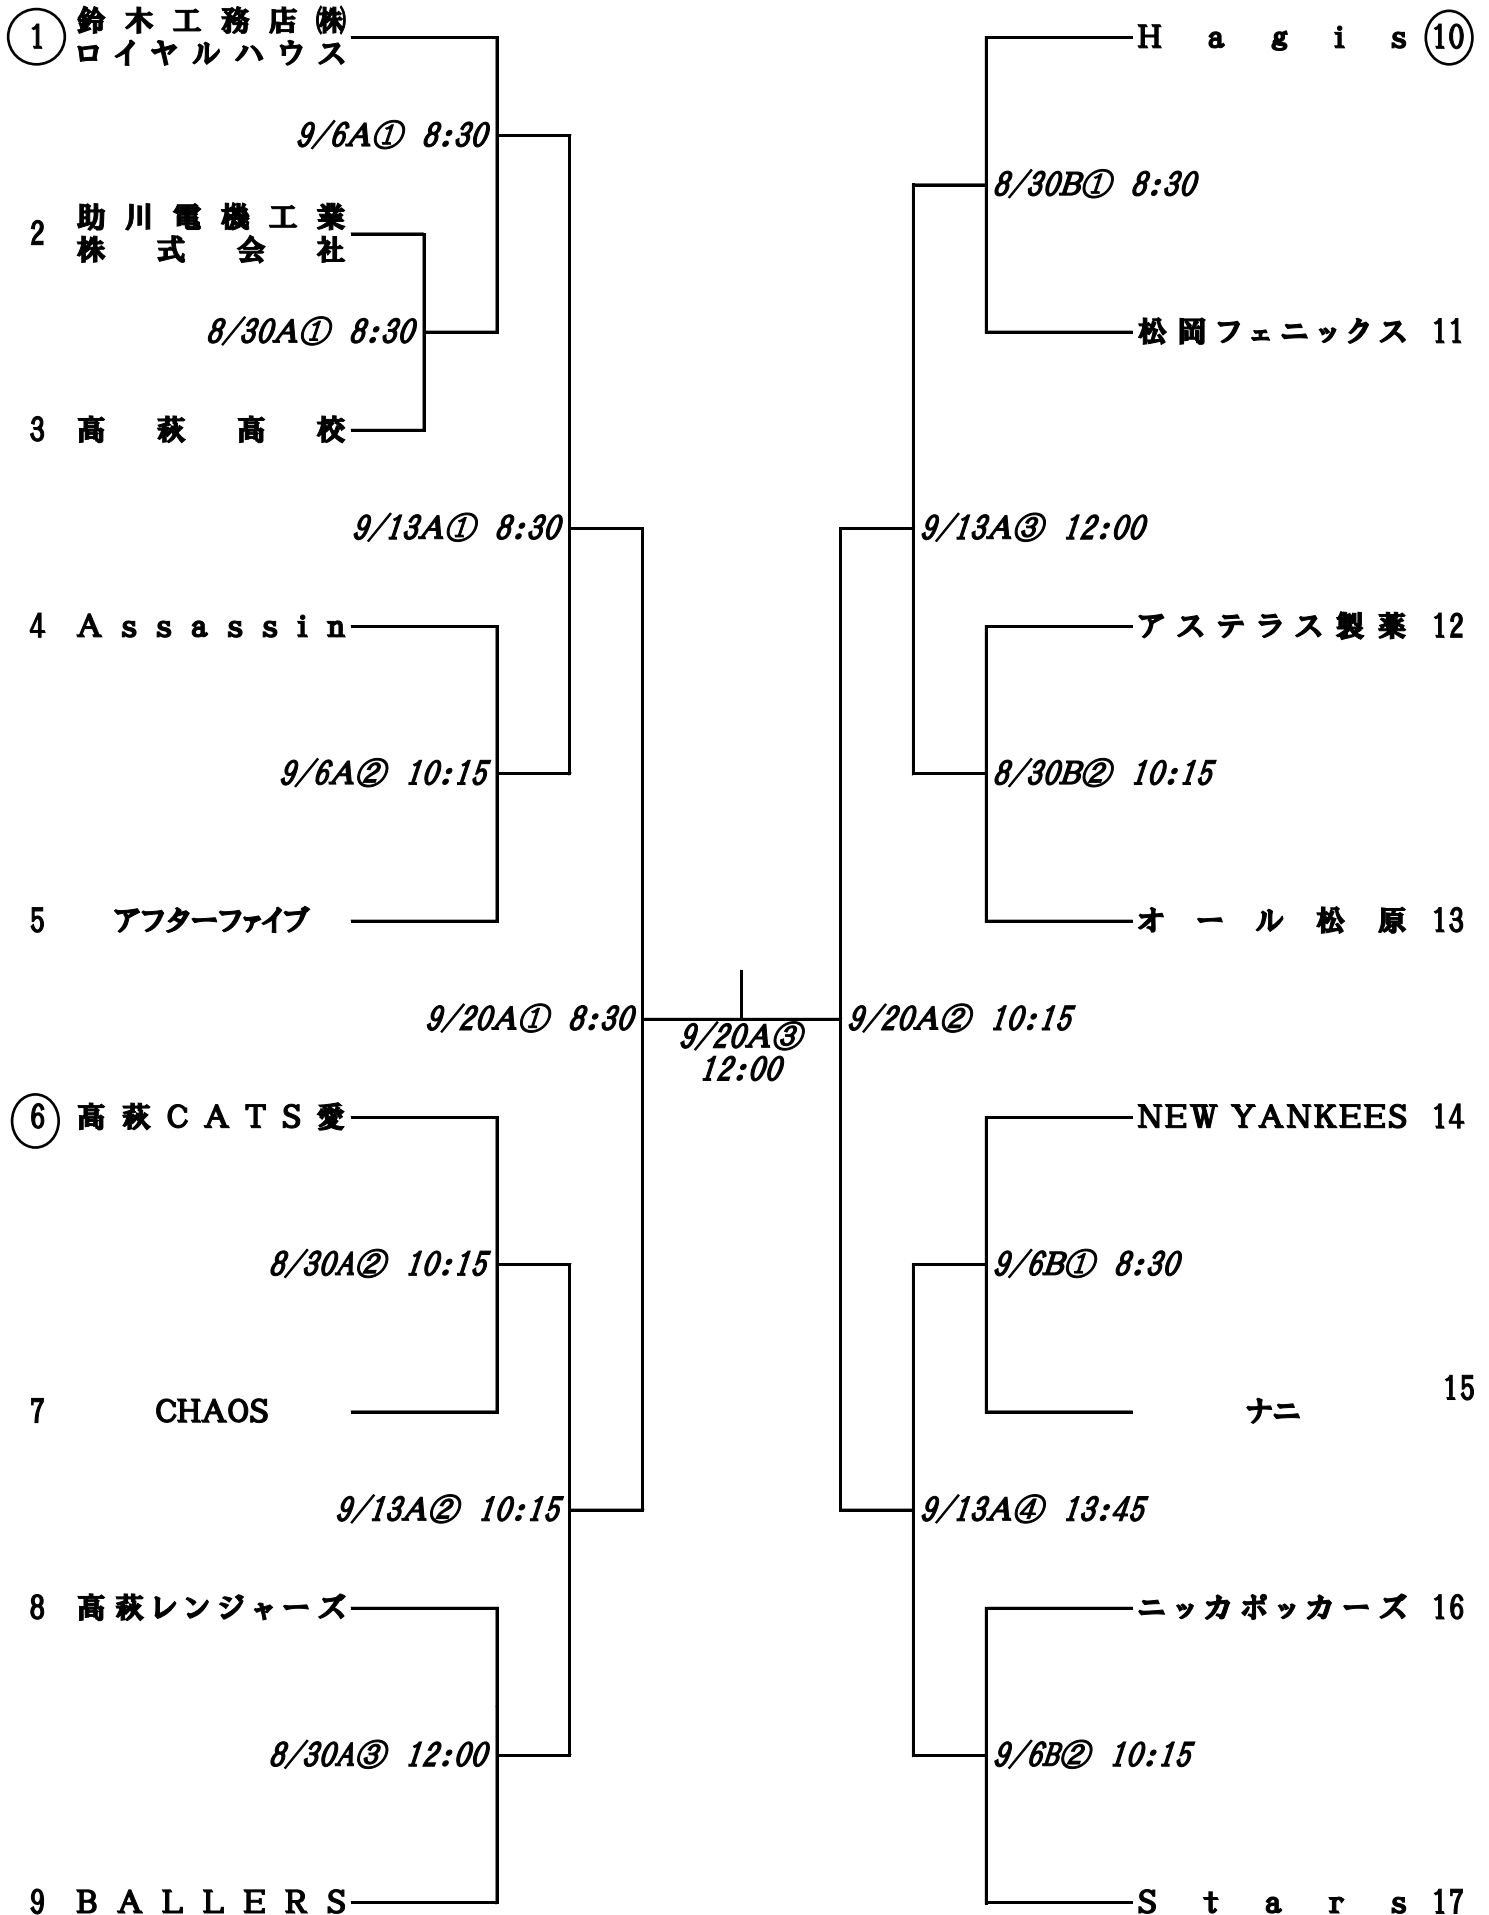 1 鈴木工務店㈱
ロイヤルハウス
9/6A① 8:30
2 助川電機工業
株式会社
8/30A① 8:30
3 高萩高校
9/13A① 8:30
4 Assassin
9/6A② 10:15
5 アフターファイブ
9/20A① 8:30
6 高萩CATS愛
8/30A② 10:15
7 CHAOS
9/13A② 10:15
8 高萩レンジャーズ
8/30A③ 12:00
9 BALLERS
9/20A③
12:00
Hagis 10
8/30B① 8:30
松岡フェニックス 11
9/13A③ 12:00
アステラス製薬 12
8/30B② 10:15
オール松原 13
9/20A② 10:15
NEW YANKEES 14
9/6B① 8:30
ナニ 15
9/13A④ 13:45
ニッカポッカーズ 16
9/6B② 10:15
Stars 17